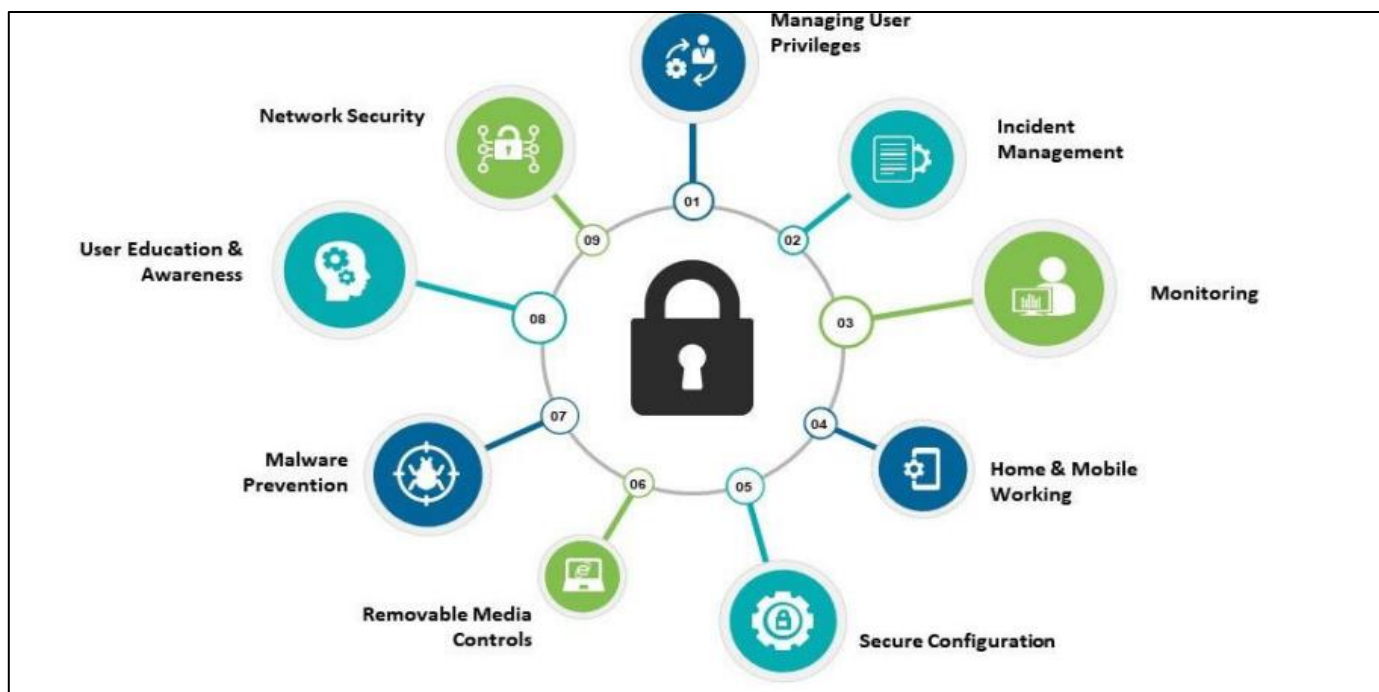 Managing User
Privileges
01
Incident
Management
02
Monitoring
03
Home & Mobile
Working
04
Secure Configuration
05
Removable Media
Controls
06
Malware
Prevention
07
User Education &
Awareness
08
Network Security
09